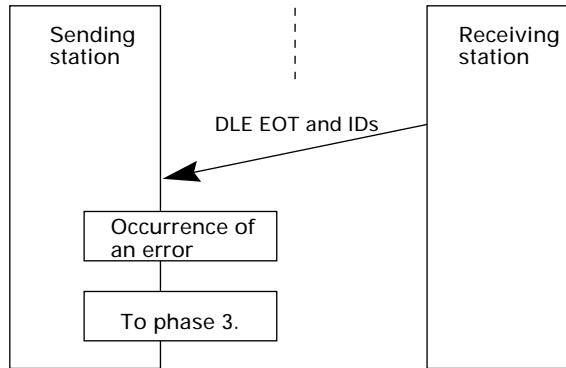 Sending
station
Receiving
station
DLE EOT and IDs
Occurrence of
an error
To phase 3.